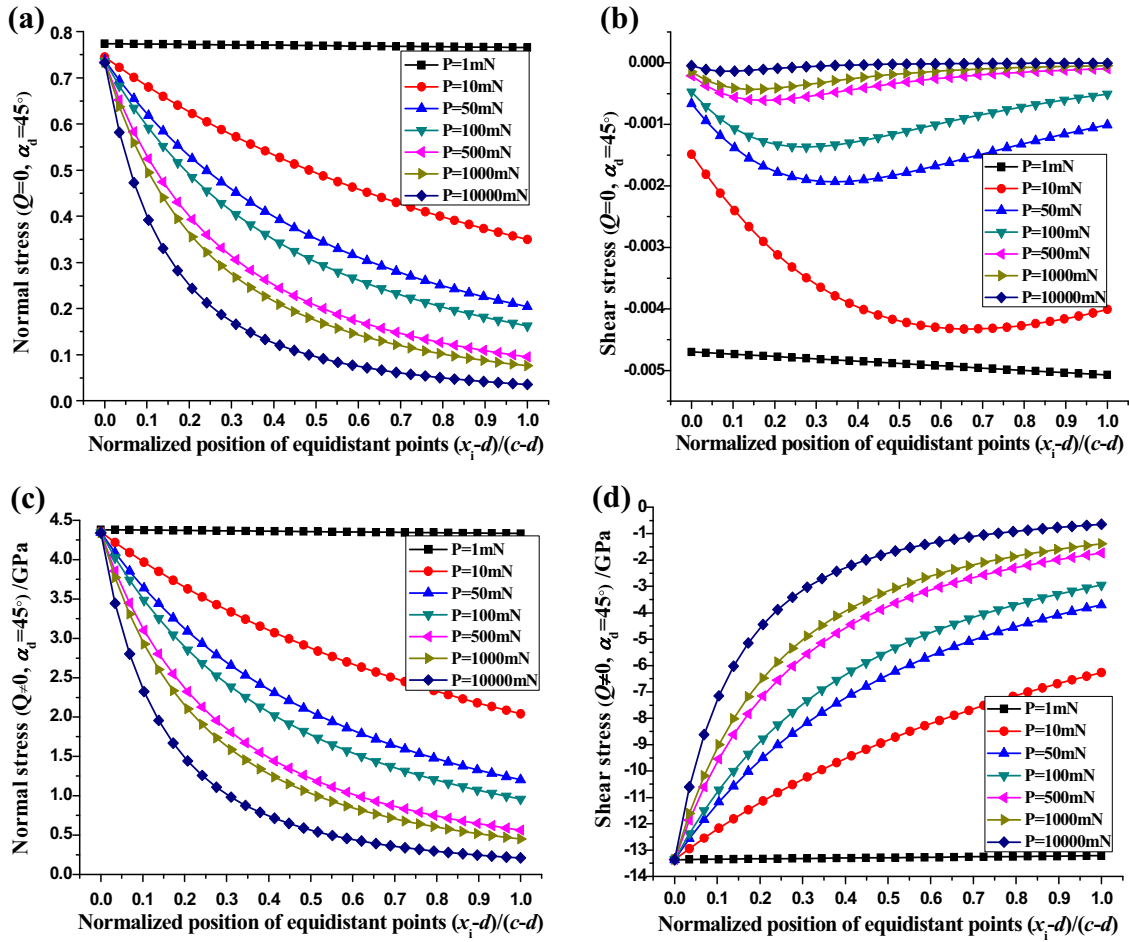 (a)
Normal stress (Q=0, αd=45°)
0.8
0.7
0.6
0.5
0.4
0.3
0.2
0.1
0.0
P=1mN
P=10mN
P=50mN
P=100mN
P=500mN
P=1000mN
P=10000mN
0.0 0.1 0.2 0.3 0.4 0.5 0.6 0.7 0.8 0.9 1.0
Normalized position of equidistant points (xi-d)/(c-d)
(b)
Shear stress (Q=0, αd=45°)
0.000
-0.001
-0.002
-0.003
-0.004
-0.005
P=1mN
P=10mN
P=50mN
P=100mN
P=500mN
P=1000mN
P=10000mN
0.0 0.1 0.2 0.3 0.4 0.5 0.6 0.7 0.8 0.9 1.0
Normalized position of equidistant points (xi-d)/(c-d)
(c)
Normal stress (Q≠0, αd=45°) /GPa
4.5
4.0
3.5
3.0
2.5
2.0
1.5
1.0
0.5
0.0
P=1mN
P=10mN
P=50mN
P=100mN
P=500mN
P=1000mN
P=10000mN
0.0 0.1 0.2 0.3 0.4 0.5 0.6 0.7 0.8 0.9 1.0
Normalized position of equidistant points (xi-d)/(c-d)
(d)
Shear stress (Q≠0, αd=45°) /GPa
0
-1
-2
-3
-4
-5
-6
-7
-8
-9
-10
-11
-12
-13
-14
P=1mN
P=10mN
P=50mN
P=100mN
P=500mN
P=1000mN
P=10000mN
0.0 0.1 0.2 0.3 0.4 0.5 0.6 0.7 0.8 0.9 1.0
Normalized position of equidistant points (xi-d)/(c-d)